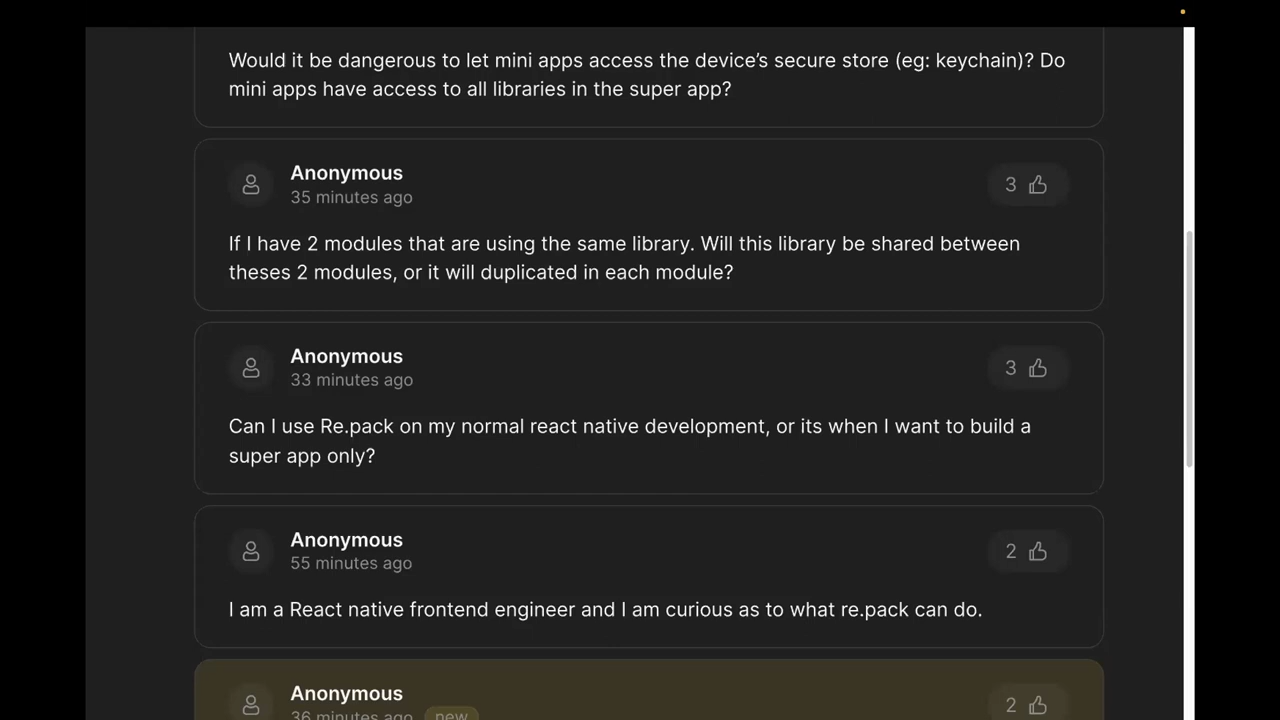 Would it be dangerous to let mini apps access the device’s secure store (eg: keychain)? Do
mini apps have access to all libraries in the super app?
Anonymous
35 minutes ago
3
If I have 2 modules that are using the same library. Will this library be shared between
theses 2 modules, or it will duplicated in each module?
Anonymous
33 minutes ago
3
Can I use Re.pack on my normal react native development, or its when I want to build a
super app only?
Anonymous
55 minutes ago
2
I am a React native frontend engineer and I am curious as to what re.pack can do.
Anonymous
36 minutes ago new
2